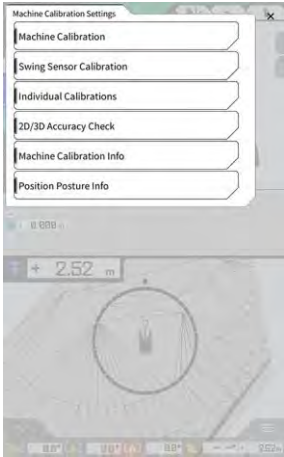 Machine Calibration Settings
×
Machine Calibration
Swing Sensor Calibration
Individual Calibrations
2D/3D Accuracy Check
Machine Calibration Info
Position Posture Info
+ 2.52 m